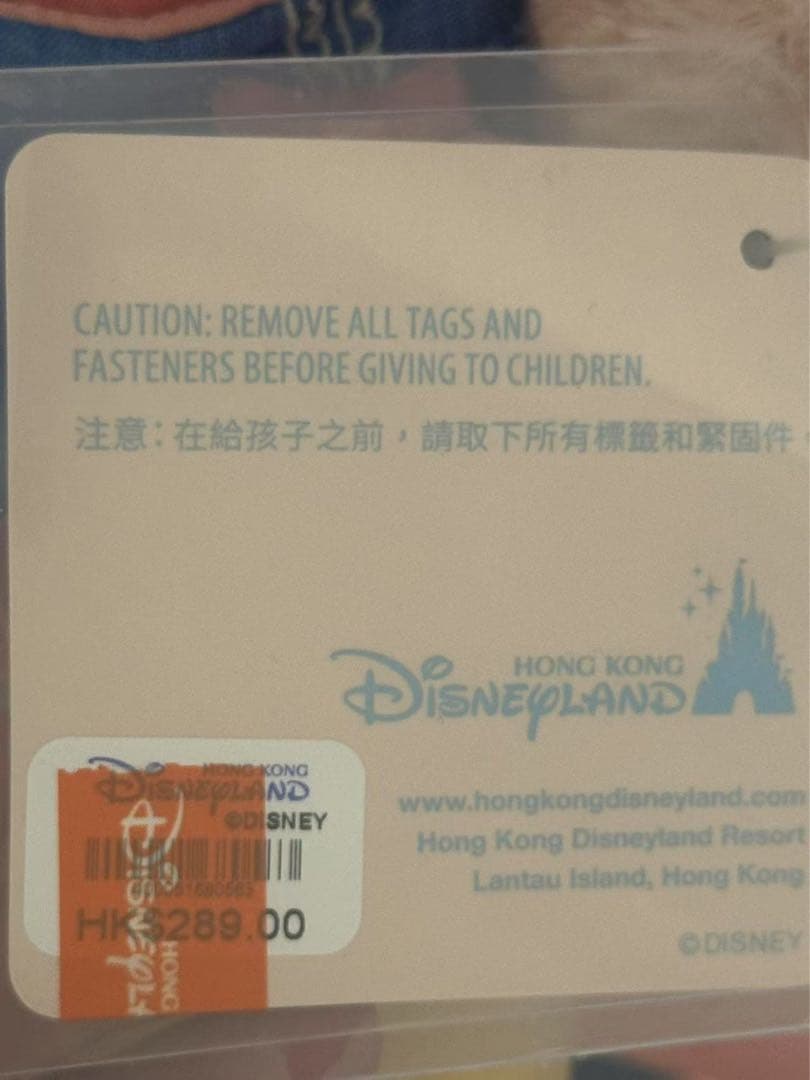 CAUTION: REMOVE ALL TAGS AND
FASTENERS BEFORE GIVING TO CHILDREN.
注意：在給孩子之前，請取下所有標籤和緊固件。
HONG KONG
DISNEYLAND
www.hongkongdisneyland.com
Hong Kong Disneyland Resort
Lantau Island, Hong Kong
©DISNEY
HONG KONG
DISNEYLAND
©DISNEY
HK$289.00
HONG